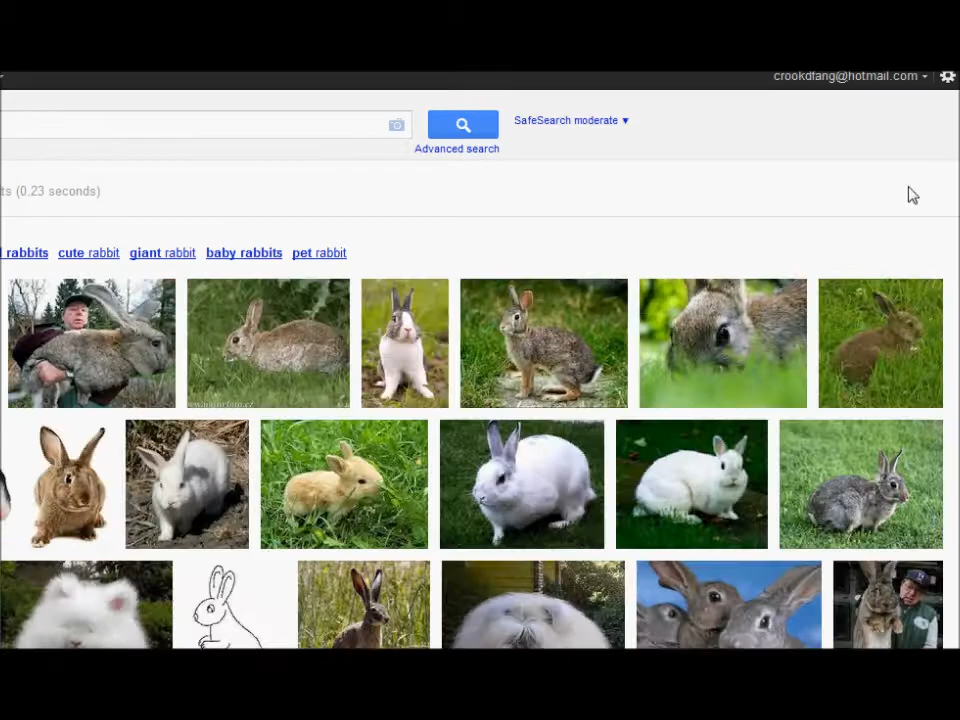 crookdfang@hotmail.com
SafeSearch moderate ▼
Advanced search
ts (0.23 seconds)
rabbits cute rabbit giant rabbit baby rabbits pet rabbit